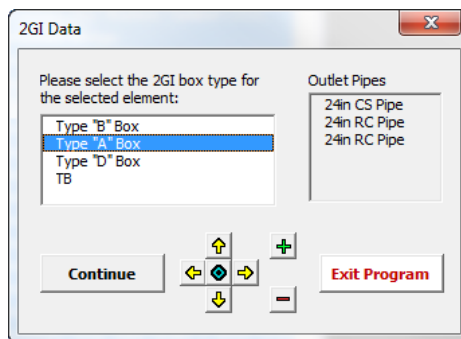 2GI Data
Please select the 2GI box type for
the selected element:
Type "B" Box
Type "A" Box
Type "D" Box
TB
Outlet Pipes
24in CS Pipe
24in RC Pipe
24in RC Pipe
Continue
Exit Program